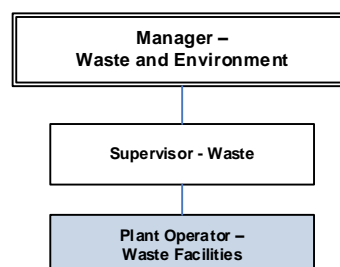 Manager –
Waste and Environment
Supervisor - Waste
Plant Operator –
Waste Facilities